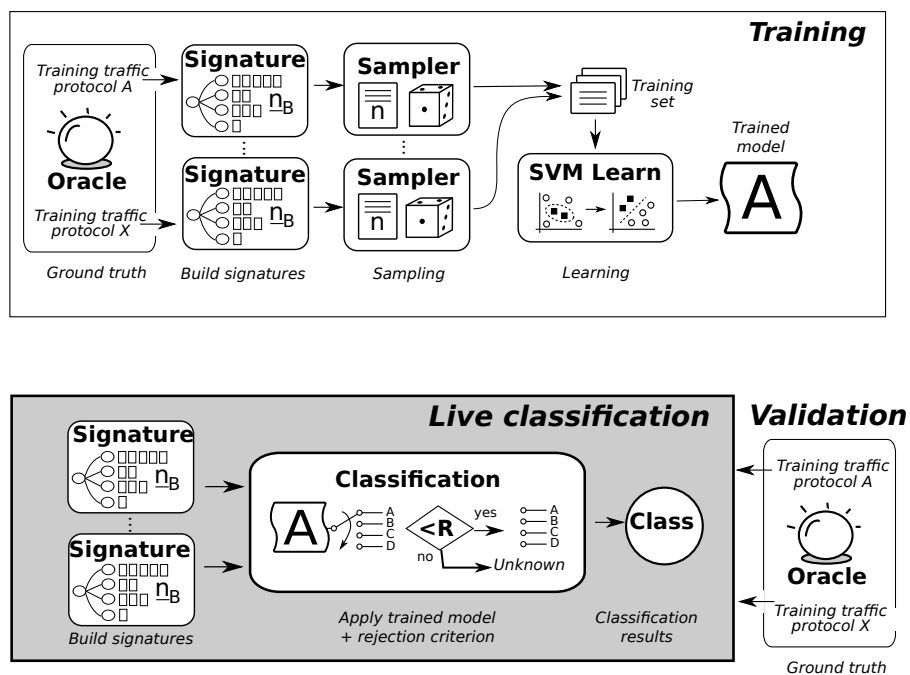 Training
Training traffic
protocol A
Oracle
Training traffic
protocol X
Ground truth
Signature
n_B
Signature
n_B
Build signatures
Sampler
n
Sampler
n
Sampling
Training
set
SVM Learn
Learning
Trained
model
A
Live classification
Signature
n_B
Signature
n_B
Build signatures
Classification
A
A
B
C
D
<R
yes
no
A
B
C
D
Unknown
Apply trained model
+ rejection criterion
Class
Classification
results
Validation
Training traffic
protocol A
Oracle
Training traffic
protocol X
Ground truth